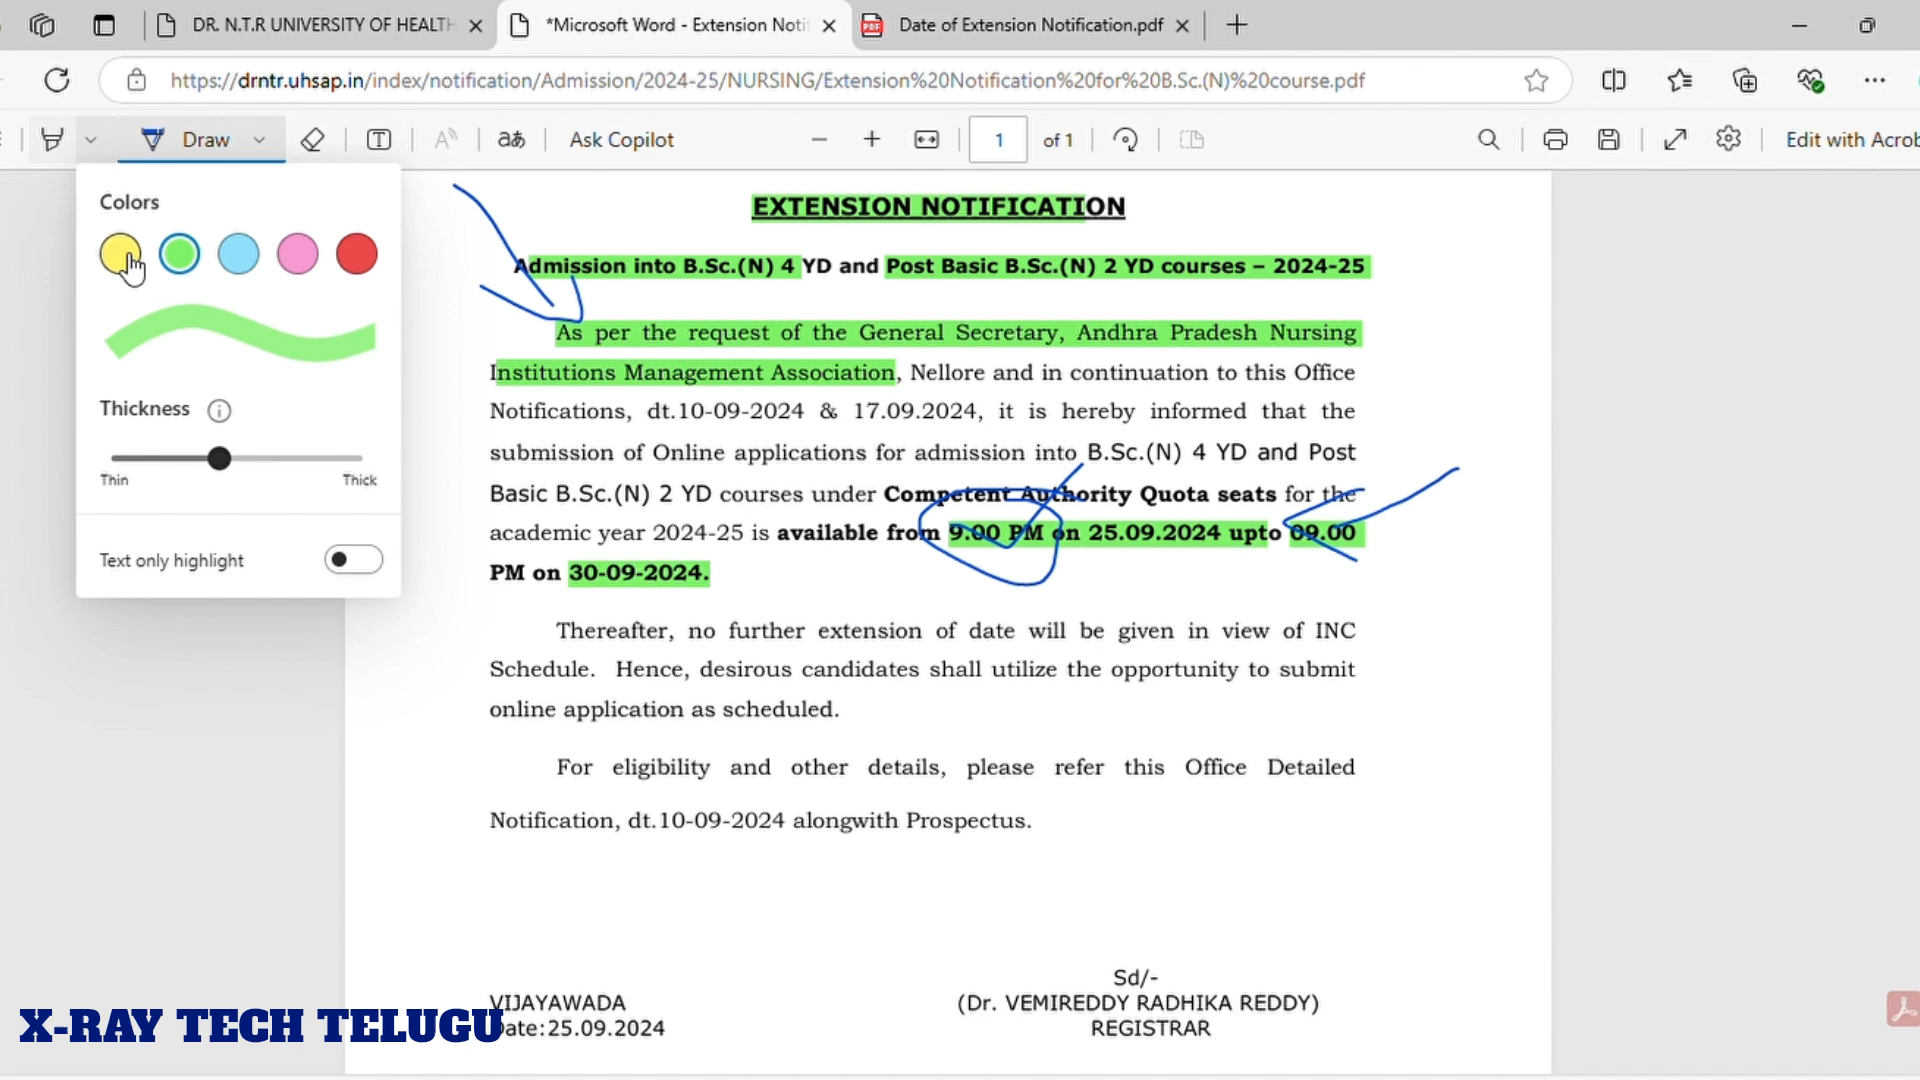 DR. N.T.R UNIVERSITY OF HEALTH
*Microsoft Word - Extension Noti
Date of Extension Notification.pdf
https://drntr.uhsap.in/index/notification/Admission/2024-25/NURSING/Extension%20Notification%20for%20B.Sc.(N)%20course.pdf
Draw
T
A
aあ
Ask Copilot
1 of 1
Edit with Acrob
Colors
Thickness
Thin Thick
Text only highlight
EXTENSION NOTIFICATION
Admission into B.Sc.(N) 4 YD and Post Basic B.Sc.(N) 2 YD courses – 2024-25
As per the request of the General Secretary, Andhra Pradesh Nursing
Institutions Management Association, Nellore and in continuation to this Office
Notifications, dt.10-09-2024 & 17.09.2024, it is hereby informed that the
submission of Online applications for admission into B.Sc.(N) 4 YD and Post
Basic B.Sc.(N) 2 YD courses under Competent Authority Quota seats for the
academic year 2024-25 is available from 9.00 PM on 25.09.2024 upto 09.00
PM on 30-09-2024.
Thereafter, no further extension of date will be given in view of INC
Schedule. Hence, desirous candidates shall utilize the opportunity to submit
online application as scheduled.
For eligibility and other details, please refer this Office Detailed
Notification, dt.10-09-2024 alongwith Prospectus.
Sd/-
VIJAYAWADA (Dr. VEMIREDDY RADHIKA REDDY)
Date:25.09.2024 REGISTRAR
X-RAY TECH TELUGU